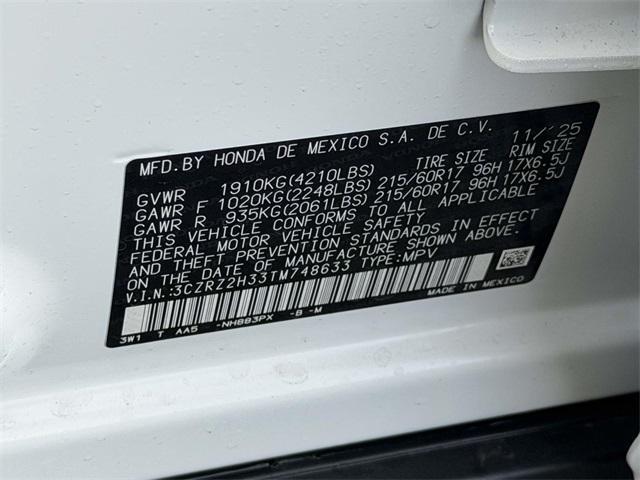 MFD.BY HONDA DE MEXICO S.A. DE C.V. 11/´25
TIRE SIZE RIM SIZE
GVWR 1910KG(4210LBS)
GAWR F 1020KG(2248LBS) 215/60R17 96H 17X6.5J
GAWR R 935KG(2061LBS) 215/60R17 96H 17X6.5J
THIS VEHICLE CONFORMS TO ALL APPLICABLE
FEDERAL MOTOR VEHICLE SAFETY
AND THEFT PREVENTION STANDARDS IN EFFECT
ON THE DATE OF MANUFACTURE SHOWN ABOVE.
V.I.N.:3CZRZ2H33TM748633 TYPE:MPV
MADE IN MEXICO
3W1 T AA5 -NH883PX -B -M